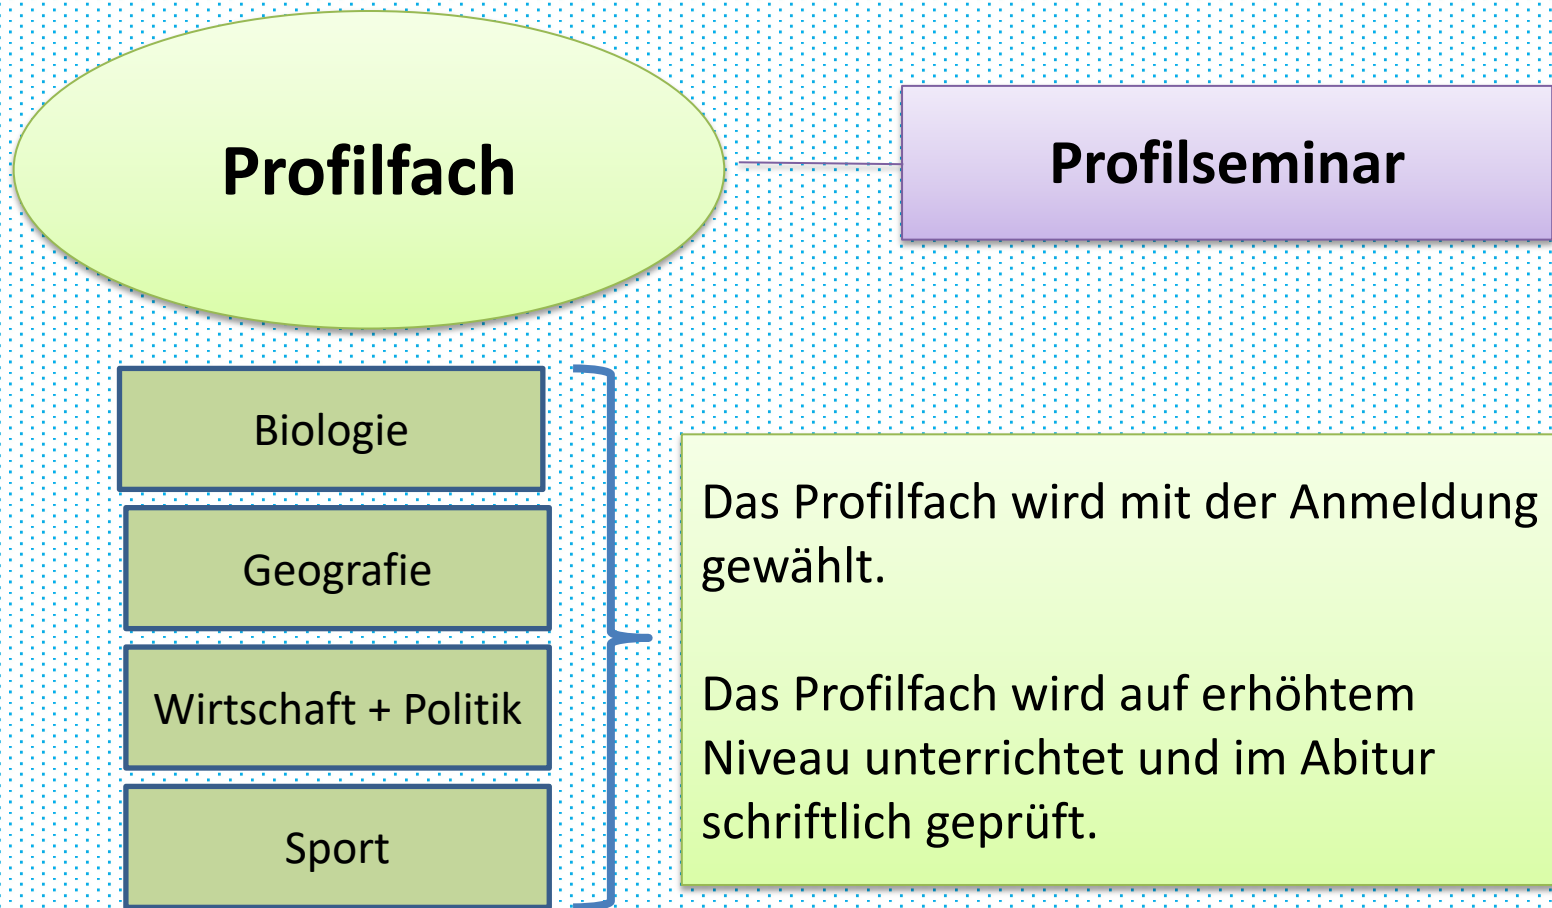 Profilfach
Profilseminar
Biologie
Geografie
Wirtschaft + Politik
Sport
Das Profilfach wird mit der Anmeldung
gewählt.
Das Profilfach wird auf erhöhtem
Niveau unterrichtet und im Abitur
schriftlich geprüft.